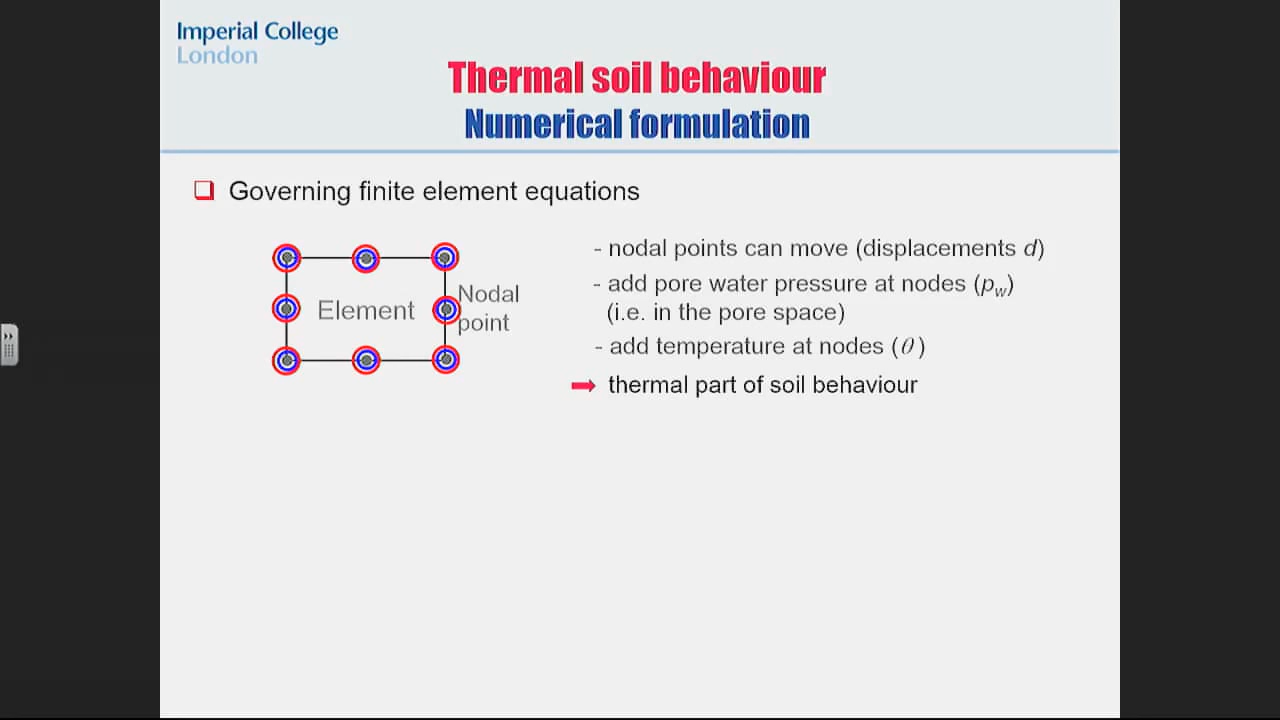 Imperial College
London
Thermal soil behaviour
Numerical formulation
Governing finite element equations
Element
Nodal
point
- nodal points can move (displacements d)
- add pore water pressure at nodes (pw)
(i.e. in the pore space)
- add temperature at nodes (θ)
thermal part of soil behaviour